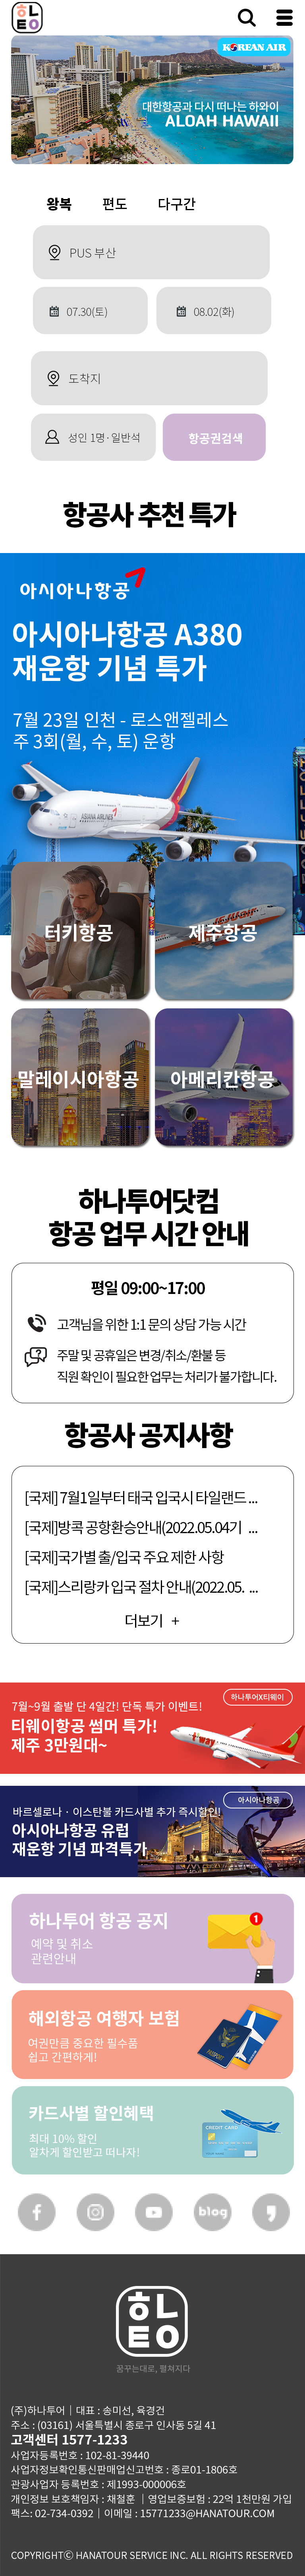 하ㄴ
ㅌㅇ
KOREAN AIR
대한항공과 다시 떠나는 하와이
ALOAH HAWAII
왕복 편도 다구간
PUS 부산
07.30(토) 08.02(화)
도착지
성인 1명 · 일반석 항공권검색
항공사 추천 특가
아시아나항공
아시아나항공 A380
재운항 기념 특가
7월 23일 인천 - 로스앤젤레스
주 3회(월, 수, 토) 운항
ASIANA AIRLINES
터키항공 제주항공
말레이시아항공 아메리칸항공
하나투어닷컴
항공 업무 시간 안내
평일 09:00~17:00
고객님을 위한 1:1 문의 상담 가능 시간
주말 및 공휴일은 변경/취소/환불 등
직원 확인이 필요한 업무는 처리가 불가합니다.
항공사 공지사항
[국제] 7월1일부터 태국 입국시 타일랜드 ...
[국제]방콕 공항환승안내(2022.05.04기 ...
[국제]국가별 출/입국 주요 제한 사항
[국제]스리랑카 입국 절차 안내(2022.05. ...
더보기 +
하나투어X티웨이
7월~9월 출발 단 4일간! 단독 특가 이벤트!
티웨이항공 썸머 특가!
제주 3만원대~
t'way
아시아나항공
바르셀로나 · 이스탄불 카드사별 추가 즉시할인!
아시아나항공 유럽
재운항 기념 파격특가
하나투어 항공 공지
예약 및 취소
관련안내
1
해외항공 여행자 보험
여권만큼 중요한 필수품
쉽고 간편하게!
PASSPORT
카드사별 할인혜택
최대 10% 할인
알차게 할인받고 떠나자!
CREDIT CARD
blog
하ㄴ
ㅌㅇ
꿈꾸는대로, 펼쳐지다
(주)하나투어 | 대표 : 송미선, 육경건
주소 : (03161) 서울특별시 종로구 인사동 5길 41
고객센터 1577-1233
사업자등록번호 : 102-81-39440
사업자정보확인통신판매업신고번호 : 종로01-1806호
관광사업자 등록번호 : 제1993-000006호
개인정보 보호책임자 : 채철훈 | 영업보증보험 : 22억 1천만원 가입
팩스: 02-734-0392 | 이메일 : 15771233@HANATOUR.COM
COPYRIGHTⓒ HANATOUR SERVICE INC. ALL RIGHTS RESERVED